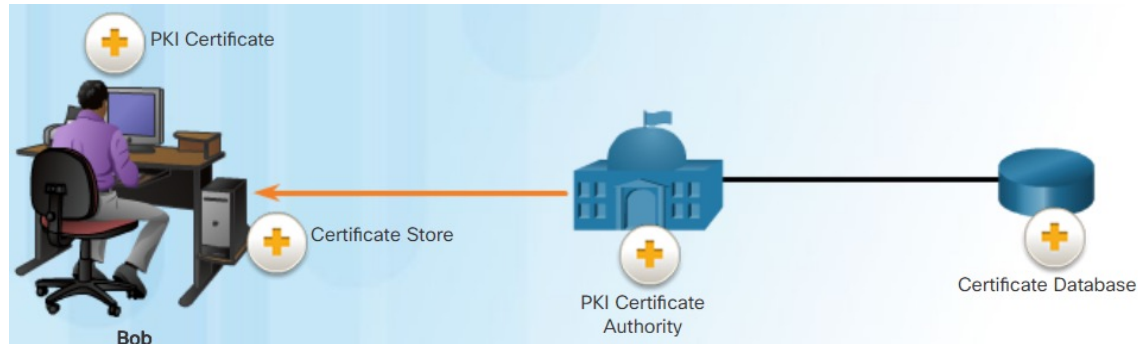 PKI Certificate
Certificate Store
Bob
PKI Certificate
Authority
Certificate Database